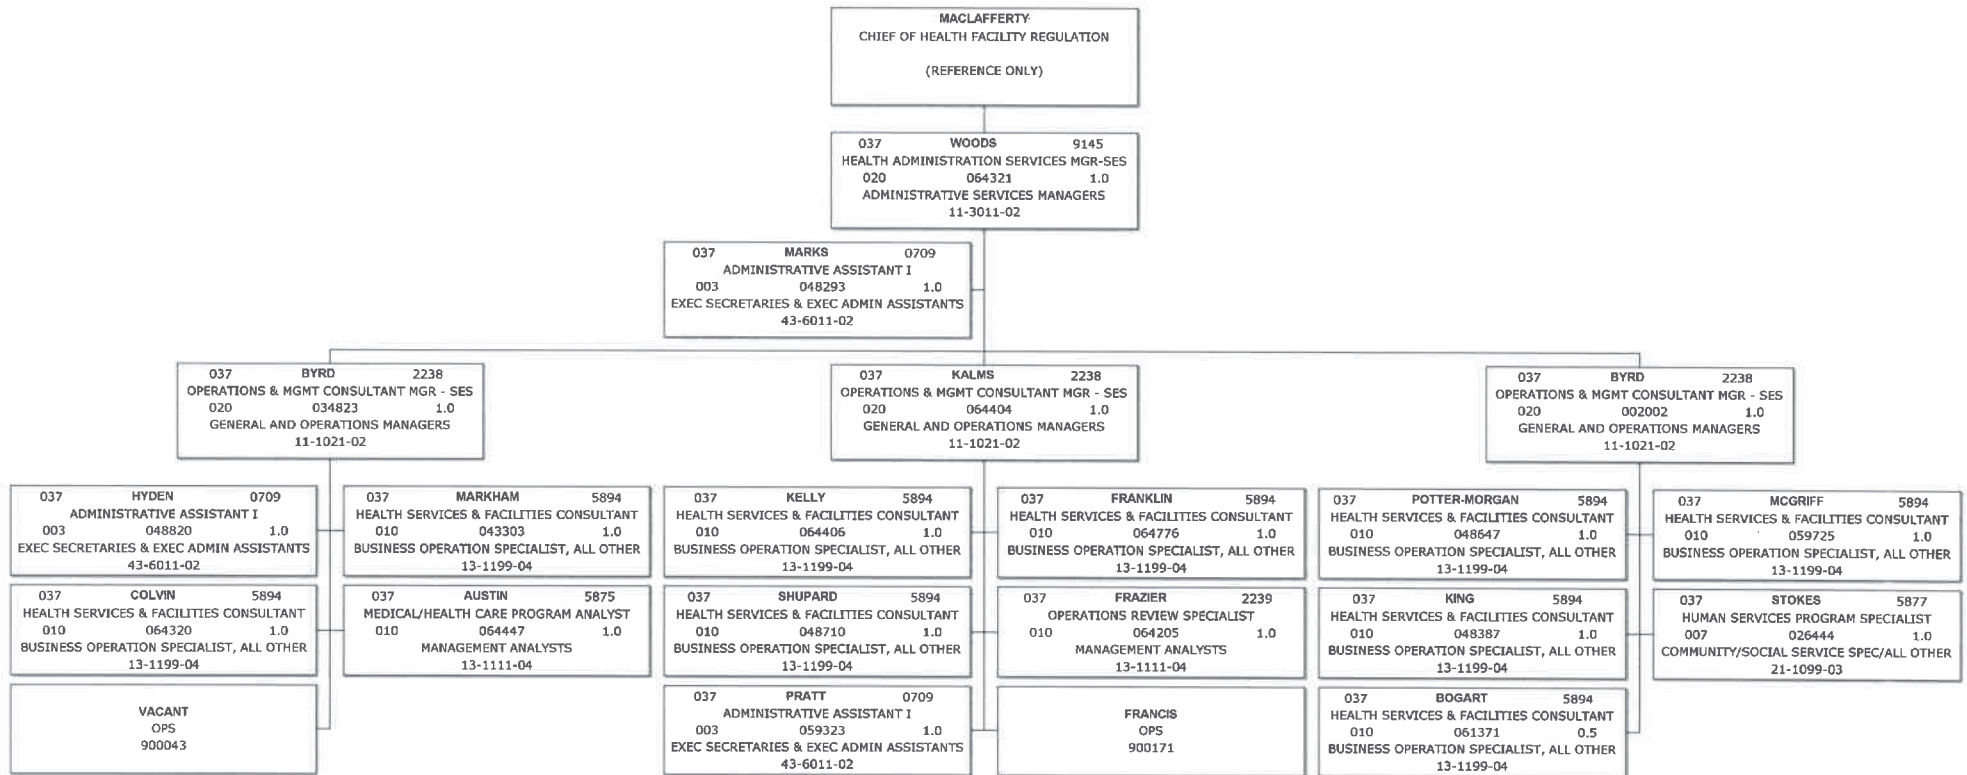 MACLAFFERTY
CHIEF OF HEALTH FACILITY REGULATION
(REFERENCE ONLY)
037 WOODS 9145
HEALTH ADMINISTRATION SERVICES MGR-SES
020 064321 1.0
ADMINISTRATIVE SERVICES MANAGERS
11-3011-02
037 MARKS 0709
ADMINISTRATIVE ASSISTANT I
003 048293 1.0
EXEC SECRETARIES & EXEC ADMIN ASSISTANTS
43-6011-02
037 BYRD 2238
OPERATIONS & MGMT CONSULTANT MGR - SES
020 034823 1.0
GENERAL AND OPERATIONS MANAGERS
11-1021-02
037 KALMS 2238
OPERATIONS & MGMT CONSULTANT MGR - SES
020 064404 1.0
GENERAL AND OPERATIONS MANAGERS
11-1021-02
037 BYRD 2238
OPERATIONS & MGMT CONSULTANT MGR - SES
020 002002 1.0
GENERAL AND OPERATIONS MANAGERS
11-1021-02
037 HYDEN 0709
ADMINISTRATIVE ASSISTANT I
003 048820 1.0
EXEC SECRETARIES & EXEC ADMIN ASSISTANTS
43-6011-02
037 MARKHAM 5894
HEALTH SERVICES & FACILITIES CONSULTANT
010 043303 1.0
BUSINESS OPERATION SPECIALIST, ALL OTHER
13-1199-04
037 KELLY 5894
HEALTH SERVICES & FACILITIES CONSULTANT
010 064406 1.0
BUSINESS OPERATION SPECIALIST, ALL OTHER
13-1199-04
037 FRANKLIN 5894
HEALTH SERVICES & FACILITIES CONSULTANT
010 064776 1.0
BUSINESS OPERATION SPECIALIST, ALL OTHER
13-1199-04
037 POTTER-MORGAN 5894
HEALTH SERVICES & FACILITIES CONSULTANT
010 048647 1.0
BUSINESS OPERATION SPECIALIST, ALL OTHER
13-1199-04
037 MCGRIFF 5894
HEALTH SERVICES & FACILITIES CONSULTANT
010 059725 1.0
BUSINESS OPERATION SPECIALIST, ALL OTHER
13-1199-04
037 COLVIN 5894
HEALTH SERVICES & FACILITIES CONSULTANT
010 064320 1.0
BUSINESS OPERATION SPECIALIST, ALL OTHER
13-1199-04
037 AUSTIN 5875
MEDICAL/HEALTH CARE PROGRAM ANALYST
010 064447 1.0
MANAGEMENT ANALYSTS
13-1111-04
037 SHUPARD 5894
HEALTH SERVICES & FACILITIES CONSULTANT
010 048710 1.0
BUSINESS OPERATION SPECIALIST, ALL OTHER
13-1199-04
037 FRAZIER 2239
OPERATIONS REVIEW SPECIALIST
010 064205 1.0
MANAGEMENT ANALYSTS
13-1111-04
037 KING 5894
HEALTH SERVICES & FACILITIES CONSULTANT
010 048387 1.0
BUSINESS OPERATION SPECIALIST, ALL OTHER
13-1199-04
037 STOKES 5877
HUMAN SERVICES PROGRAM SPECIALIST
007 026444 1.0
COMMUNITY/SOCIAL SERVICE SPEC/ALL OTHER
21-1099-03
VACANT
OPS
900043
037 PRATT 0709
ADMINISTRATIVE ASSISTANT I
003 059323 1.0
EXEC SECRETARIES & EXEC ADMIN ASSISTANTS
43-6011-02
FRANCIS
OPS
900171
037 BOGART 5894
HEALTH SERVICES & FACILITIES CONSULTANT
010 061371 0.5
BUSINESS OPERATION SPECIALIST, ALL OTHER
13-1199-04